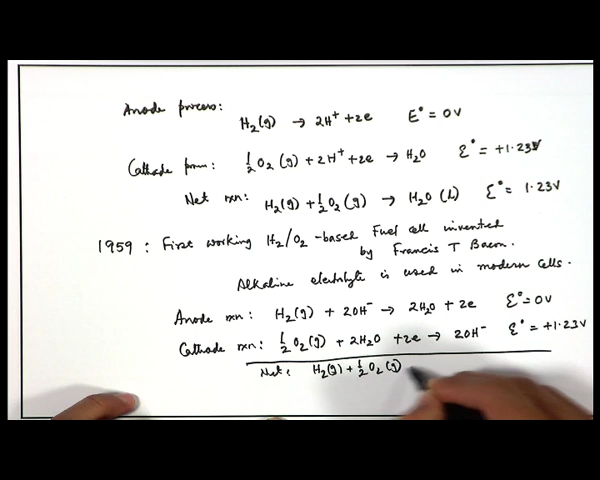 Anode process:
H₂(g) → 2H⁺ + 2e E° = 0V
Cathode : ½O₂(g) + 2H⁺ + 2e → H₂O E° = +1.23V
Net rxn: H₂(g) + ½O₂(g) → H₂O(l) E° = 1.23V
1959 : First working H₂/O₂-based Fuel cell invented
by Francis T Bacon.
Alkaline electrolyte is used in modern cells.
Anode rxn: H₂(g) + 2OH⁻ → 2H₂O + 2e E° = 0V
Cathode rxn: ½O₂(g) + 2H₂O + 2e → 2OH⁻ E° = +1.23V
Net: H₂(g) + ½O₂(g)